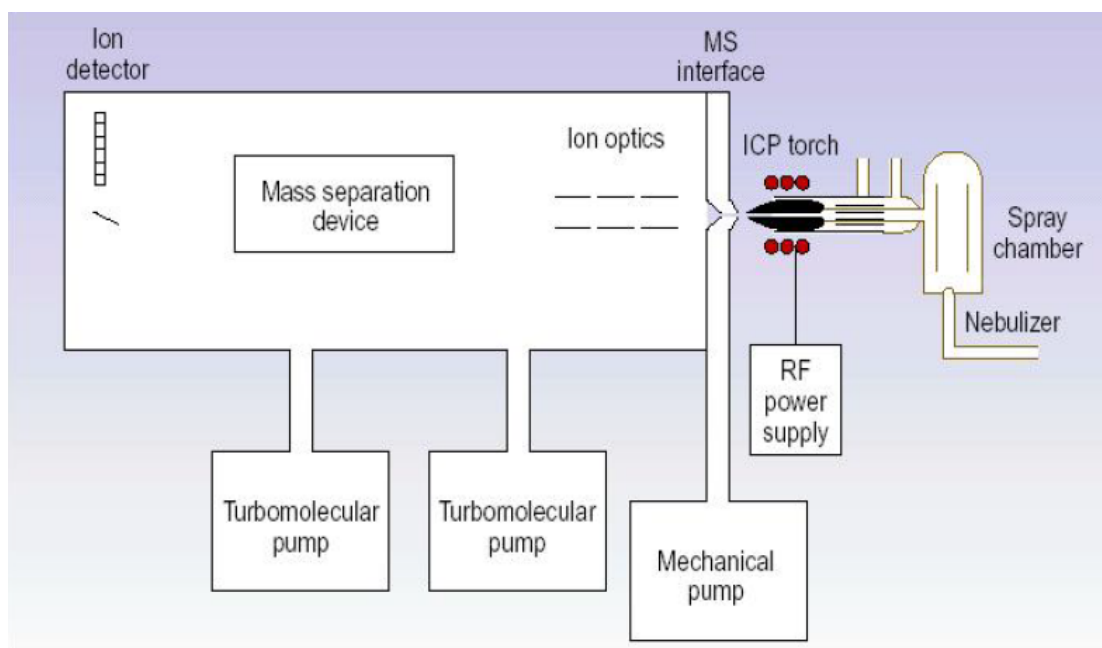 Ion
detector
MS
interface
Ion optics
ICP torch
Mass separation
device
Spray
chamber
Nebulizer
RF
power
supply
Turbomolecular
pump
Turbomolecular
pump
Mechanical
pump